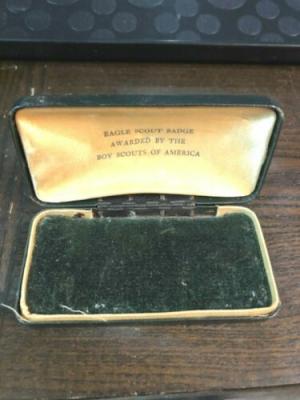 EAGLE SCOUT BADGE
AWARDED BY THE
BOY SCOUTS OF AMERICA